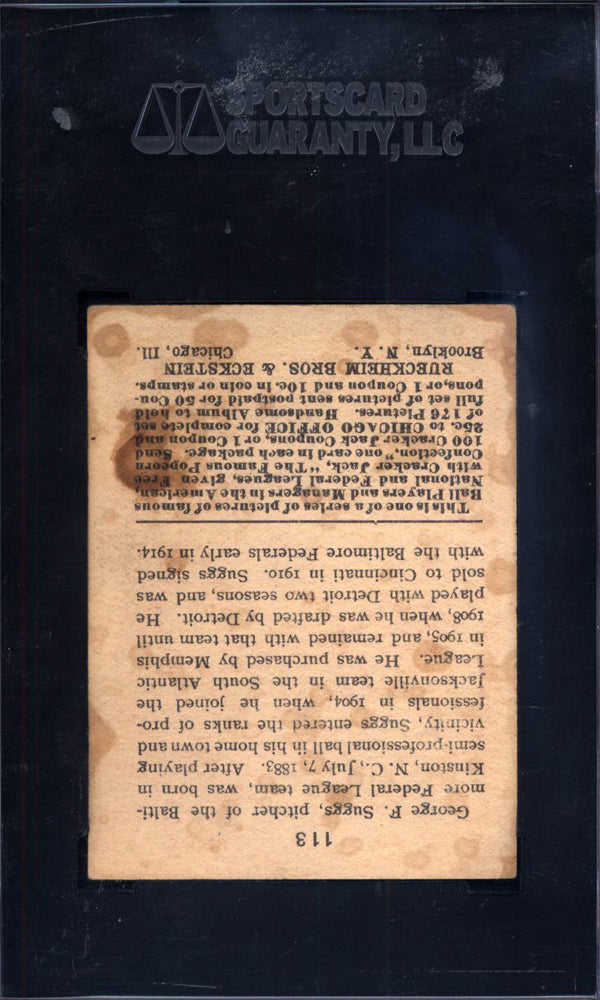 SPORTSCARD
GUARANTY, LLC
113
George F. Suggs, pitcher of the Balti-
more Federal League team, was born in
Kinston, N. C., July 7, 1883. After playing
semi-professional ball in his home town and
vicinity, Suggs entered the ranks of pro-
fessionals in 1904, when he joined the
Jacksonville team in the South Atlantic
League. He was purchased by Memphis
in 1905, and remained with that team until
1908, when he was drafted by Detroit. He
played with Detroit two seasons, and was
sold to Cincinnati in 1910. Suggs signed
with the Baltimore Federals early in 1914.
This is one of a series of pictures of famous
Ball Players and Managers in the American,
National and Federal Leagues, given Free
with Cracker Jack, "The Famous Popcorn
Confection," one card in each package. Send
100 Cracker Jack Coupons, or 1 Coupon and
25c. to CHICAGO OFFICE for complete set
of 176 Pictures. Handsome Album to hold
full set of pictures sent postpaid for 50 Cou-
pons, or 1 Coupon and 10c. in coin or stamps.
RUECKHEIM BROS. & ECKSTEIN
Brooklyn, N. Y. Chicago, Ill.